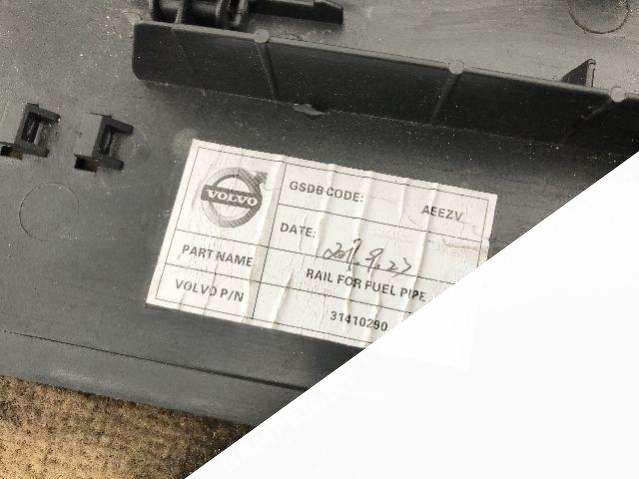 VOLVO
GSDB CODE: AEEZV
DATE:
PART NAME RAIL FOR FUEL PIPE
VOLVO P/N 31410290